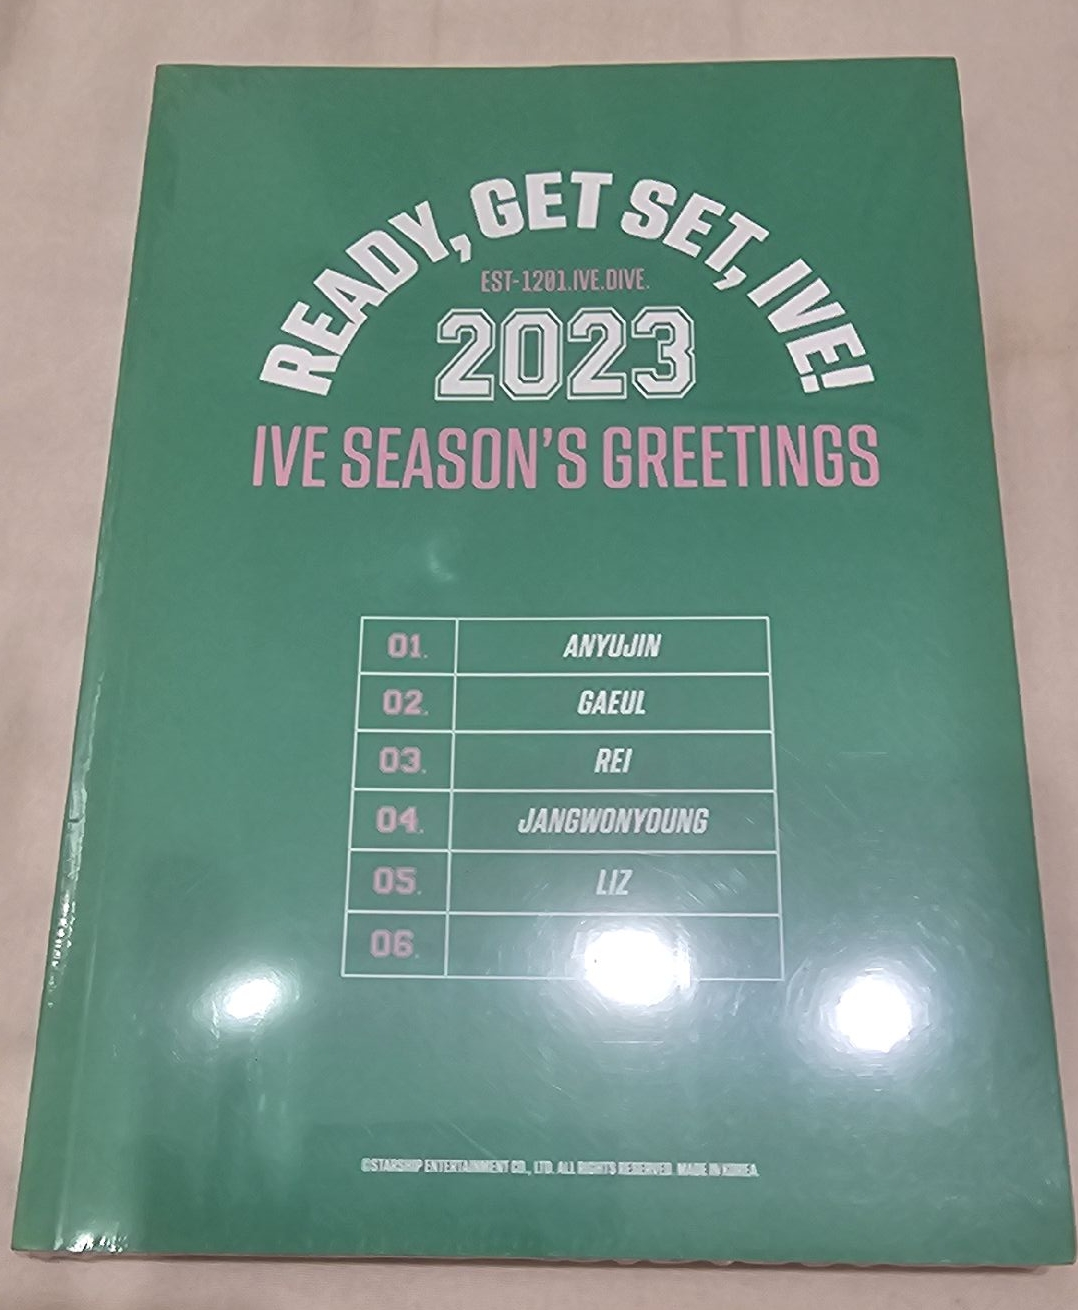 READY, GET SET, IVE!
EST-1201.IVE.DIVE.
2023
IVE SEASON'S GREETINGS
01. ANYUJIN
02. GAEUL
03. REI
04. JANGWONYOUNG
05. LIZ
06.
©STARSHIP ENTERTAINMENT CO., LTD. ALL RIGHTS RESERVED. MADE IN KOREA.